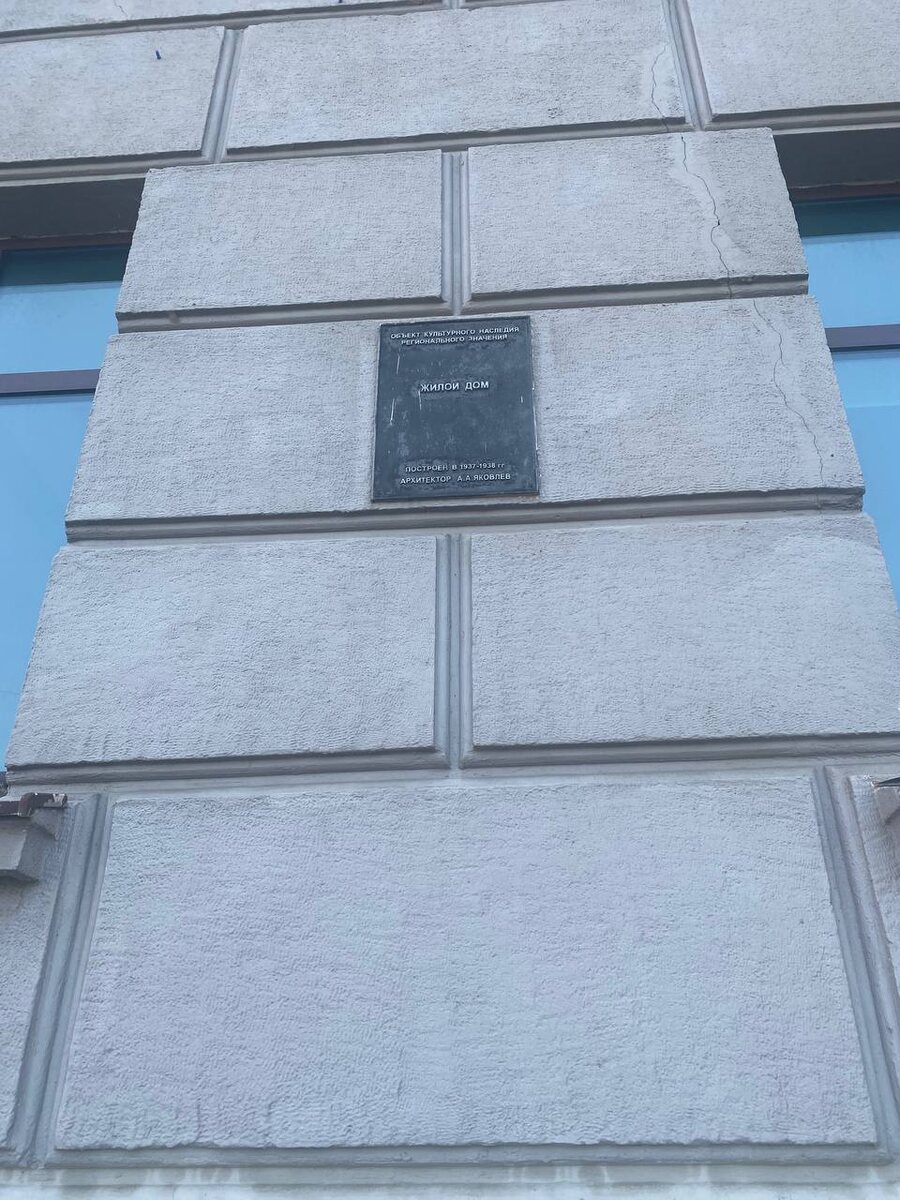 ОБЪЕКТ КУЛЬТУРНОГО НАСЛЕДИЯ
РЕГИОНАЛЬНОГО ЗНАЧЕНИЯ
ЖИЛОЙ ДОМ
ПОСТРОЕН В 1937-1938 гг
АРХИТЕКТОР А.А.ЯКОВЛЕВ